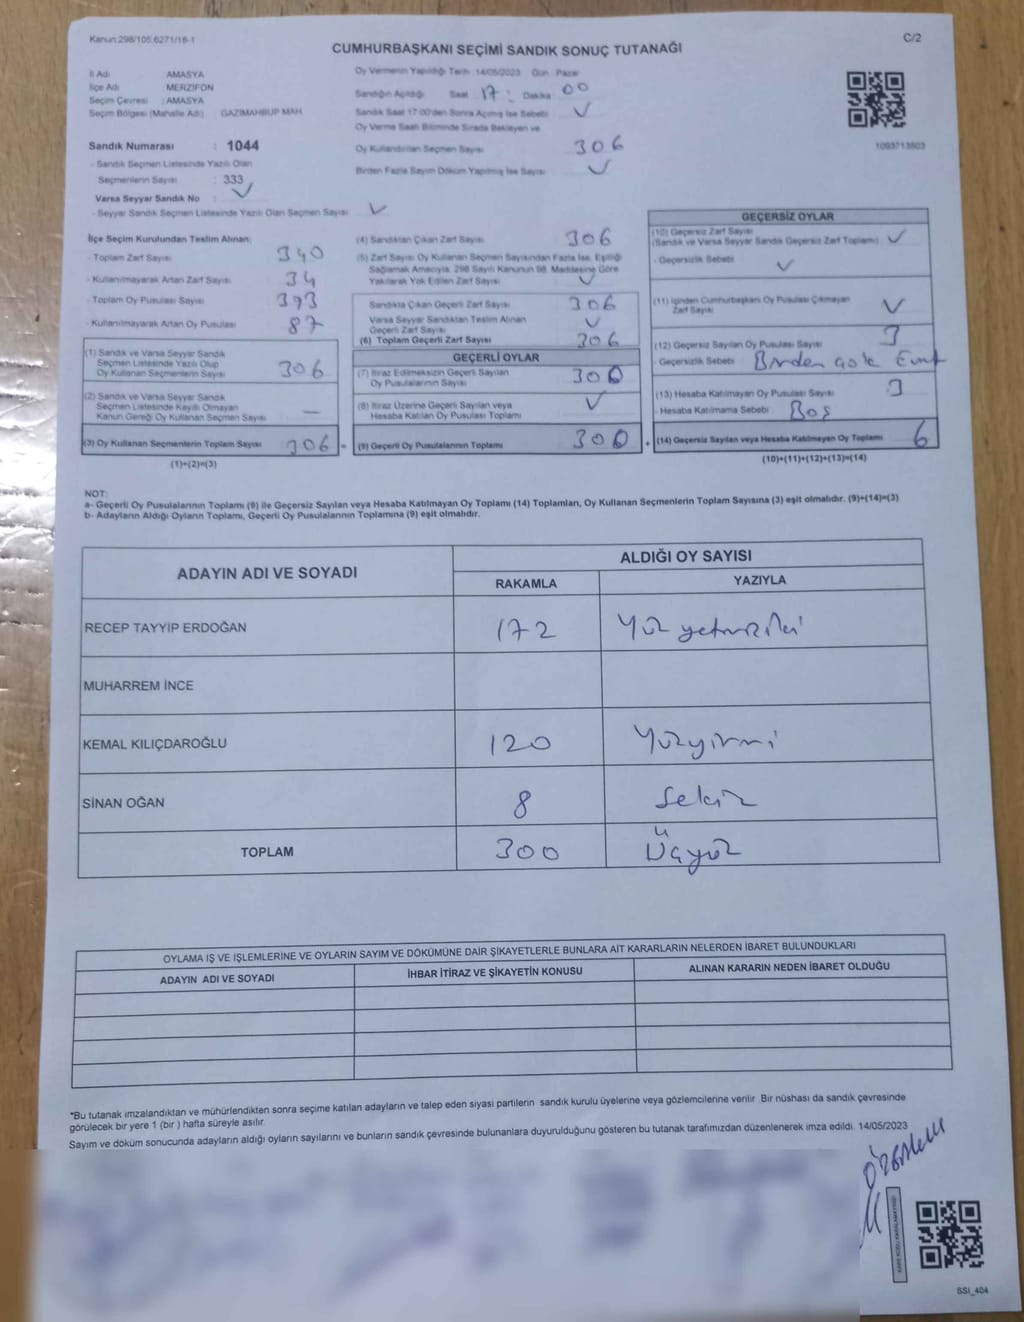 Kanun:298/105;6271/16-1
C/2
CUMHURBAŞKANI SEÇİMİ SANDIK SONUÇ TUTANAĞI
İl Adı AMASYA
İlçe Adı MERZİFON
Seçim Çevresi : AMASYA
Seçim Bölgesi (Mahalle Adı) GAZİMAHBUP MAH.
Sandık Numarası : 1044
- Sandık Seçmen Listesinde Yazılı Olan
Seçmenlerin Sayısı : 333
Varsa Seyyar Sandık No :
- Seyyar Sandık Seçmen Listesinde Yazılı Olan Seçmen Sayısı
Oy Vermenin Yapıldığı Tarih 14/05/2023 Gün Pazar
Sandığın Açıldığı Saat 17 : Dakika 00
Sandık Saat 17:00'den Sonra Açılmış İse Sebebi
Oy Verme Saati Bitiminde Sırada Bekleyen ve
Oy Kullandırılan Seçmen Sayısı 306
Birden Fazla Sayım Döküm Yapılmış İse Sayısı
1093713603
İlçe Seçim Kurulundan Teslim Alınan;
- Toplam Zarf Sayısı 340
- Kullanılmayarak Artan Zarf Sayısı 34
- Toplam Oy Pusulası Sayısı 393
- Kullanılmayarak Artan Oy Pusulası 87
(1) Sandık ve Varsa Seyyar Sandık
Seçmen Listesinde Yazılı Olup
Oy Kullanan Seçmenlerin Sayısı 306
(2) Sandık ve Varsa Seyyar Sandık
Seçmen Listesinde Kayıtlı Olmayan
Kanun Gereği Oy Kullanan Seçmen Sayısı —
(3) Oy Kullanan Seçmenlerin Toplam Sayısı 306 =
(1)+(2)=(3)
(4) Sandıktan Çıkan Zarf Sayısı 306
(5) Zarf Sayısı Oy Kullanan Seçmen Sayısından Fazla İse, Eşitliği
Sağlamak Amacıyla, 298 Sayılı Kanunun 98. Maddesine Göre
Yakılarak Yok Edilen Zarf Sayısı
Sandıkta Çıkan Geçerli Zarf Sayısı 306
Varsa Seyyar Sandıktan Teslim Alınan
Geçerli Zarf Sayısı
(6) Toplam Geçerli Zarf Sayısı 306
GEÇERLİ OYLAR
(7) İtiraz Edilmeksizin Geçerli Sayılan
Oy Pusulalarının Sayısı 300
(8) İtiraz Üzerine Geçerli Sayılan veya
Hesaba Katılan Oy Pusulası Toplamı
(9) Geçerli Oy Pusulalarının Toplamı 300 +
GEÇERSİZ OYLAR
(10) Geçersiz Zarf Sayısı
(Sandık ve Varsa Seyyar Sandık Geçersiz Zarf Toplamı)
- Geçersizlik Sebebi
(11) İçinden Cumhurbaşkanı Oy Pusulası Çıkmayan
Zarf Sayısı
(12) Geçersiz Sayılan Oy Pusulası Sayısı 3
- Geçersizlik Sebebi Birden çok Evet
(13) Hesaba Katılmayan Oy Pusulası Sayısı 3
- Hesaba Katılmama Sebebi Boş
(14) Geçersiz Sayılan veya Hesaba Katılmayan Oy Toplamı 6
(10)+(11)+(12)+(13)=(14)
NOT:
a- Geçerli Oy Pusulalarının Toplamı (9) ile Geçersiz Sayılan veya Hesaba Katılmayan Oy Toplamı (14) Toplamları, Oy Kullanan Seçmenlerin Toplam Sayısına (3) eşit olmalıdır. (9)+(14)=(3)
b- Adayların Aldığı Oyların Toplamı, Geçerli Oy Pusulalarının Toplamına (9) eşit olmalıdır.
ADAYIN ADI VE SOYADI ALDIĞI OY SAYISI
RAKAMLA YAZIYLA
RECEP TAYYİP ERDOĞAN 172 Yüz yetmişiki
MUHARREM İNCE
KEMAL KILIÇDAROĞLU 120 Yüzyirmi
SİNAN OĞAN 8 Sekiz
TOPLAM 300 Üçyüz
OYLAMA İŞ VE İŞLEMLERİNE VE OYLARIN SAYIM VE DÖKÜMÜNE DAİR ŞİKAYETLERLE BUNLARA AİT KARARLARIN NELERDEN İBARET BULUNDUKLARI
ADAYIN ADI VE SOYADI İHBAR İTİRAZ VE ŞİKAYETİN KONUSU ALINAN KARARIN NEDEN İBARET OLDUĞU
*Bu tutanak imzalandıktan ve mühürlendikten sonra seçime katılan adayların ve talep eden siyasi partilerin sandık kurulu üyelerine veya gözlemcilerine verilir. Bir nüshası da sandık çevresinde
görülecek bir yere 1 (bir ) hafta süreyle asılır.
Sayım ve döküm sonucunda adayların aldığı oyların sayılarını ve bunların sandık çevresinde bulunanlara duyurulduğunu gösteren bu tutanak tarafımızdan düzenlenerek imza edildi. 14/05/2023
SSI_404